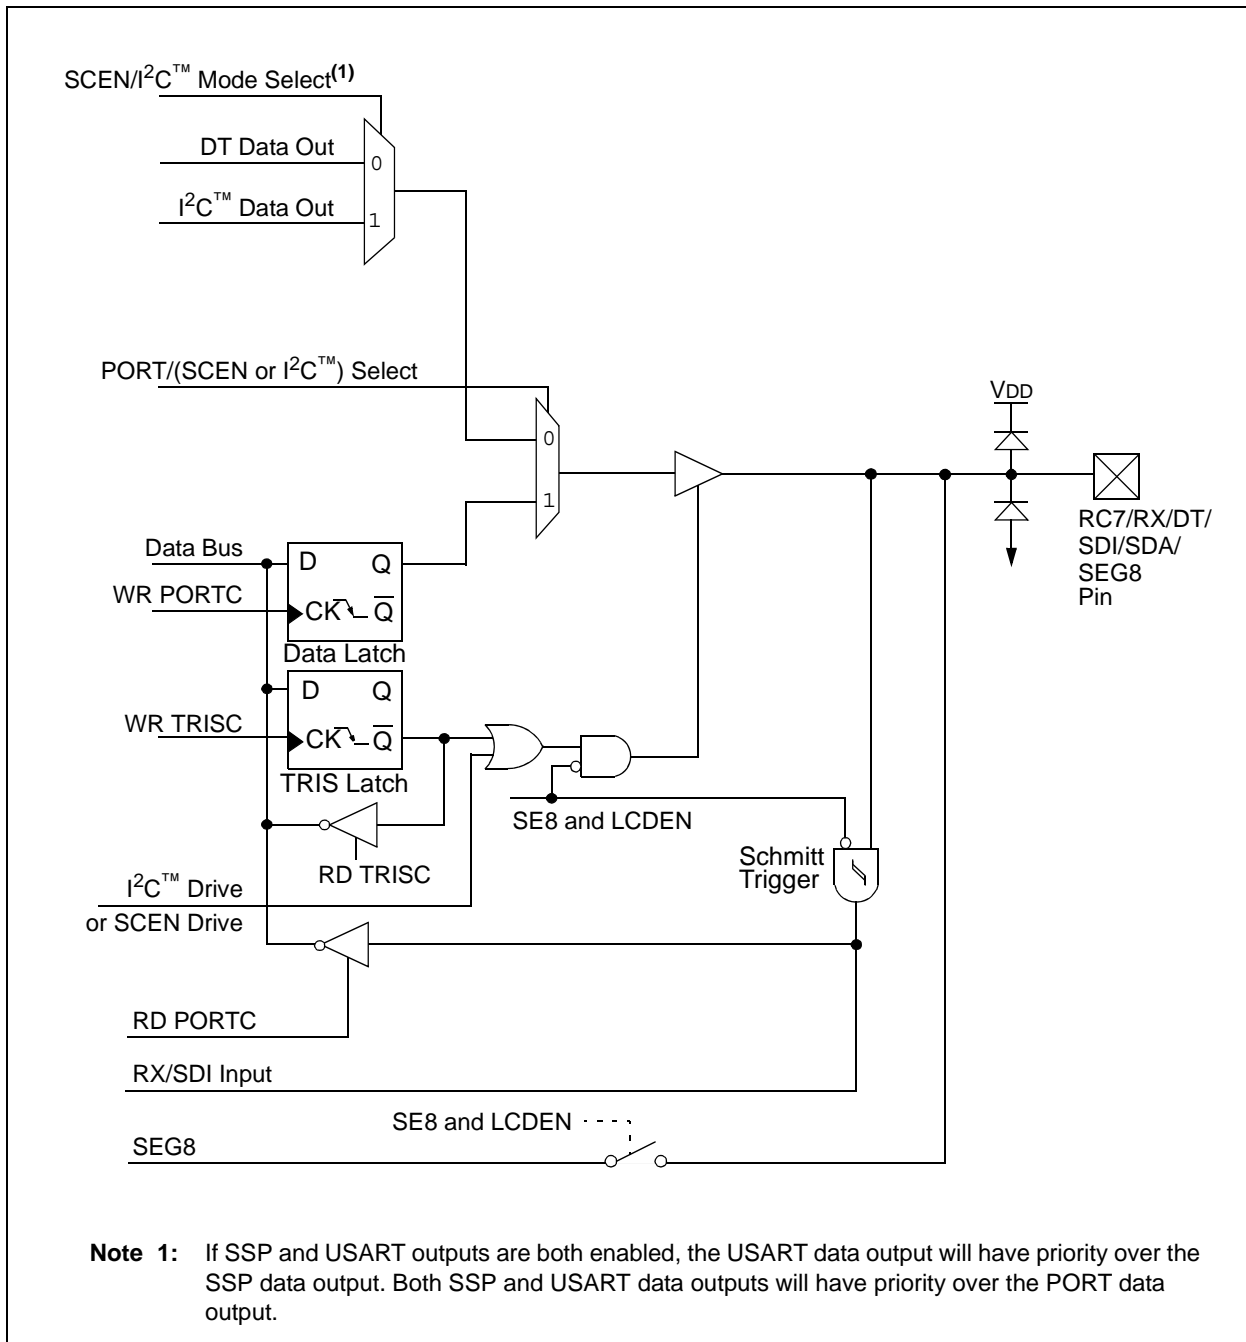 SCEN/I²C™ Mode Select(1)
DT Data Out
0
I²C™ Data Out
1
PORT/(SCEN or I²C™) Select
VDD
0
1
RC7/RX/DT/
SDI/SDA/
SEG8
Pin
Data Bus
D Q
WR PORTC
CK Q̅
Data Latch
D Q
WR TRISC
CK Q̅
TRIS Latch
SE8 and LCDEN
Schmitt
Trigger
RD TRISC
I²C™ Drive
or SCEN Drive
RD PORTC
RX/SDI Input
SE8 and LCDEN
SEG8
Note 1: If SSP and USART outputs are both enabled, the USART data output will have priority over the
SSP data output. Both SSP and USART data outputs will have priority over the PORT data
output.